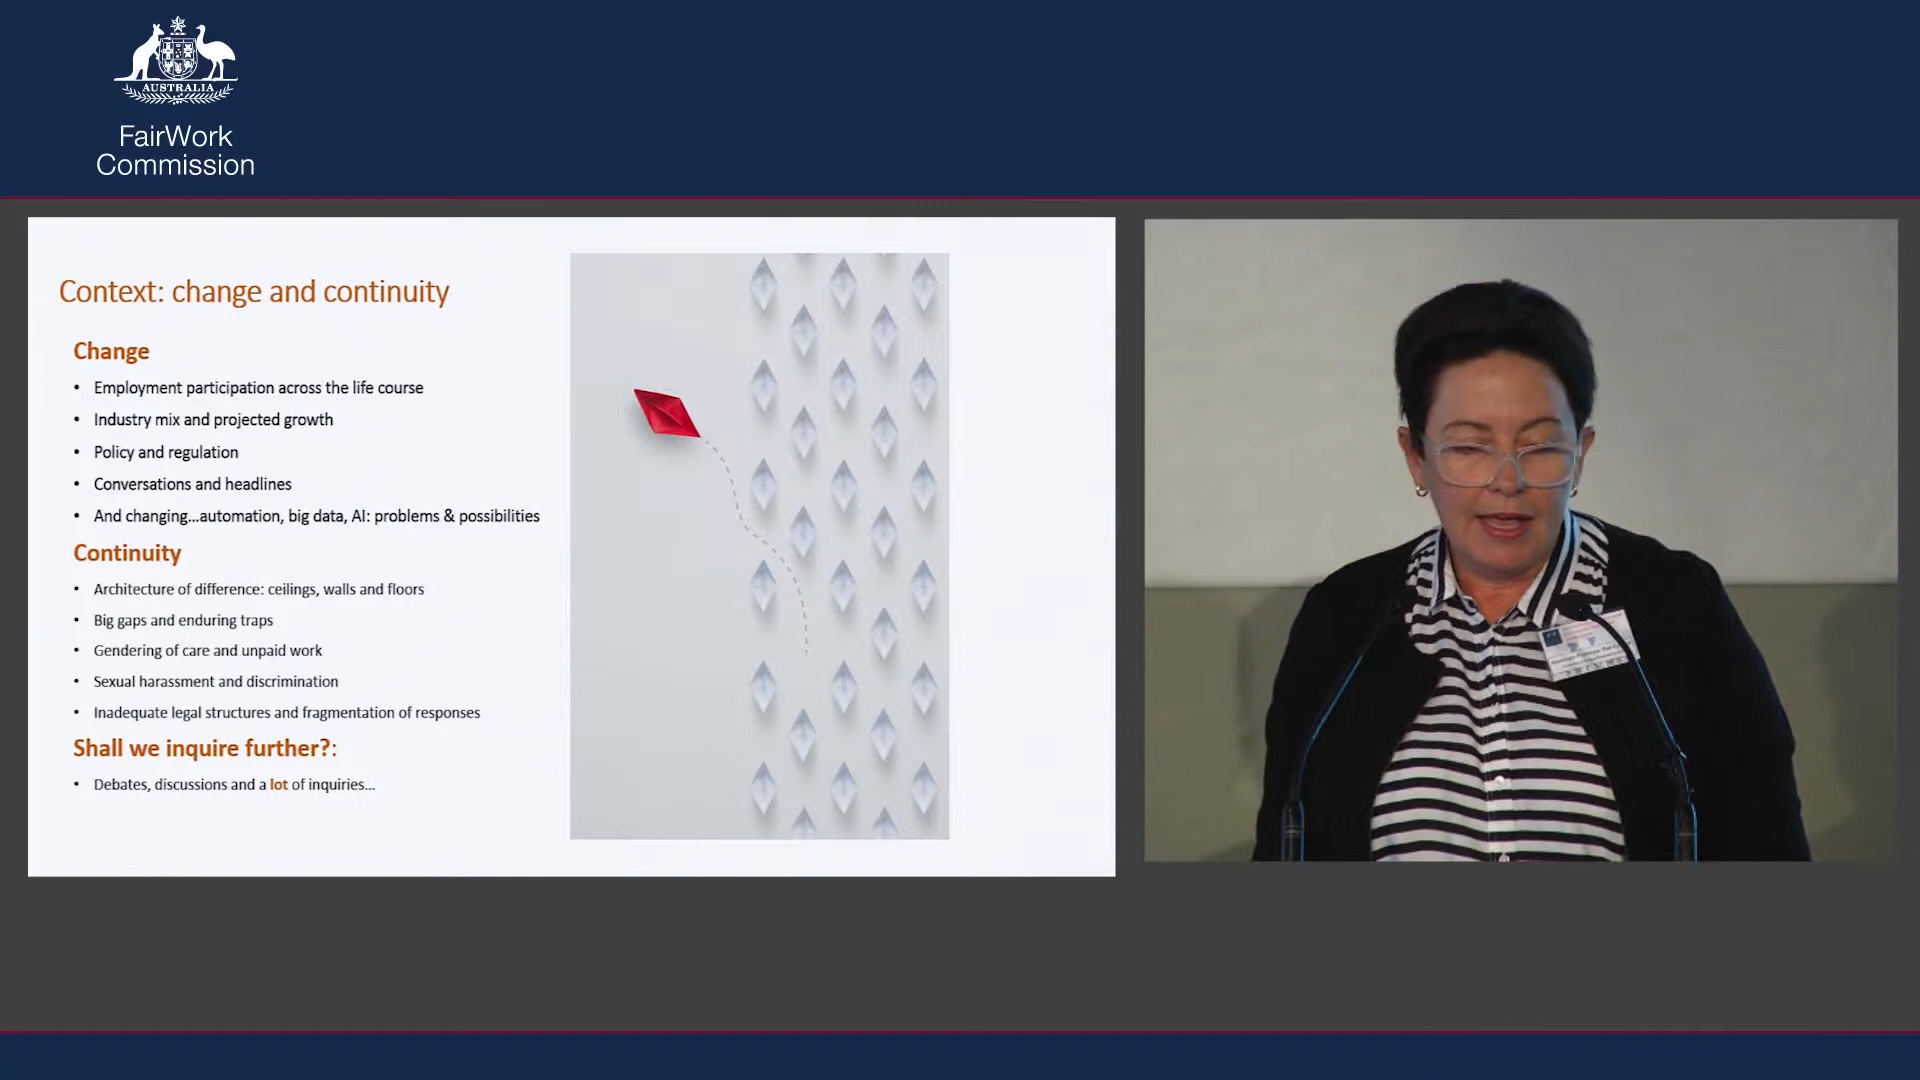 AUSTRALIA
FairWork
Commission
Context: change and continuity
Change
• Employment participation across the life course
• Industry mix and projected growth
• Policy and regulation
• Conversations and headlines
• And changing...automation, big data, AI: problems & possibilities
Continuity
• Architecture of difference: ceilings, walls and floors
• Big gaps and enduring traps
• Gendering of care and unpaid work
• Sexual harassment and discrimination
• Inadequate legal structures and fragmentation of responses
Shall we inquire further?:
• Debates, discussions and a lot of inquiries...